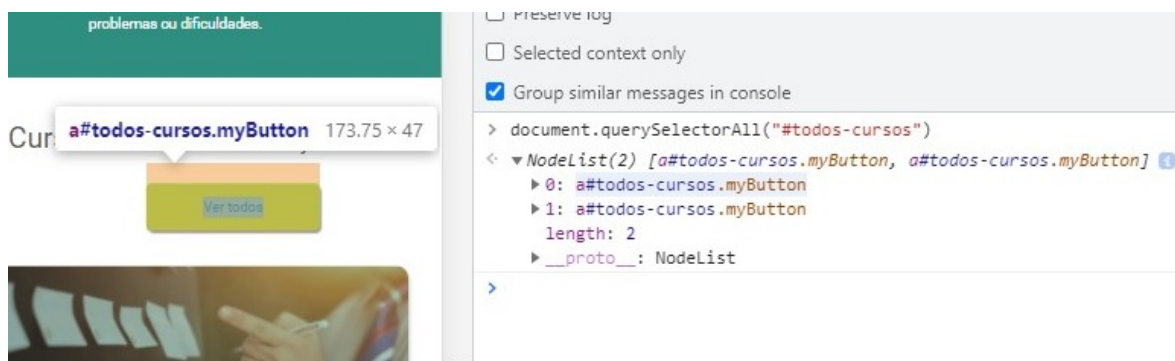 problemas ou dificuldades.
Cur
a#todos-cursos.myButton 173.75 × 47
Ver todos
Preserve log
Selected context only
Group similar messages in console
> document.querySelectorAll("#todos-cursos")
NodeList(2) [a#todos-cursos.myButton, a#todos-cursos.myButton]
0: a#todos-cursos.myButton
1: a#todos-cursos.myButton
length: 2
__proto__: NodeList
>